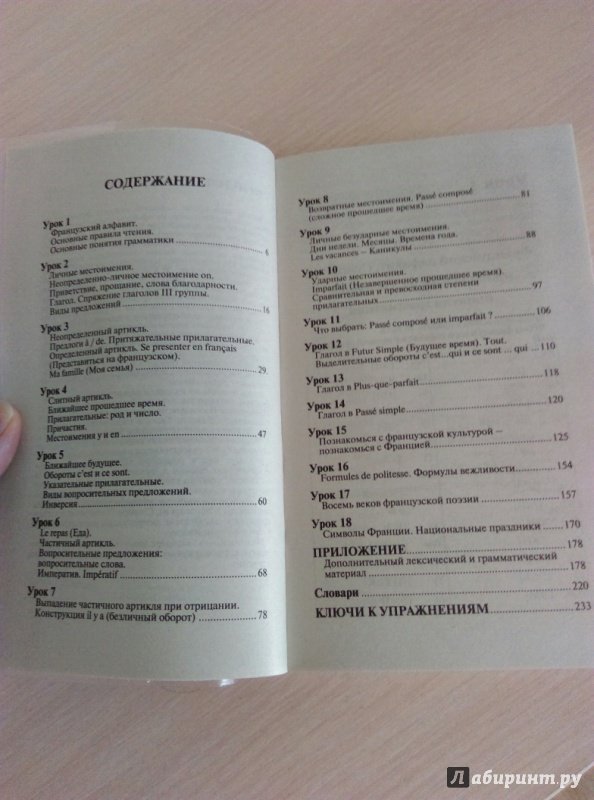 СОДЕРЖАНИЕ
Урок 1
Французский алфавит.
Основные правила чтения.
Основные понятия грамматики 6
Урок 2
Личные местоимения.
Неопределенно-личное местоимение on.
Приветствие, прощание, слова благодарности.
Глагол. Спряжение глаголов III группы.
Виды предложений 16
Урок 3
Неопределенный артикль.
Предлоги à / de. Притяжательные прилагательные.
Определенный артикль. Se presenter en français
(Представиться на французском).
Ma famille (Моя семья) 29
Урок 4
Слитный артикль.
Ближайшее прошедшее время.
Прилагательные: род и число.
Причастия.
Местоимения y и en 47
Урок 5
Ближайшее будущее.
Обороты c'est и ce sont.
Указательные прилагательные.
Виды вопросительных предложений.
Инверсия 60
Урок 6
Le repas (Еда).
Частичный артикль.
Вопросительные предложения:
вопросительные слова.
Императив. Impératif 68
Урок 7
Выпадение частичного артикля при отрицании.
Конструкция il y a (безличный оборот) 78
Урок 8
Возвратные местоимения. Passé composé
(сложное прошедшее время) 81
Урок 9
Личные безударные местоимения.
Дни недели. Месяцы. Времена года.
Les vacances – Каникулы 88
Урок 10
Ударные местоимения.
Imparfait (Незавершенное прошедшее время).
Сравнительная и превосходная степени
прилагательных 97
Урок 11
Что выбрать: Passé composé или imparfait ? 106
Урок 12
Глагол в Futur Simple (Будущее время). Tout.
Выделительные обороты c'est...qui и ce sont ... qui 110
Урок 13
Глагол в Plus-que-parfait 118
Урок 14
Глагол в Passé simple 120
Урок 15
Познакомься с французской культурой –
познакомься с Францией 125
Урок 16
Formules de politesse. Формулы вежливости 154
Урок 17
Восемь веков французской поэзии 157
Урок 18
Символы Франции. Национальные праздники 170
ПРИЛОЖЕНИЕ 178
Дополнительный лексический и грамматический
материал 178
Словари 220
КЛЮЧИ К УПРАЖНЕНИЯМ 233
Лабиринт.ру